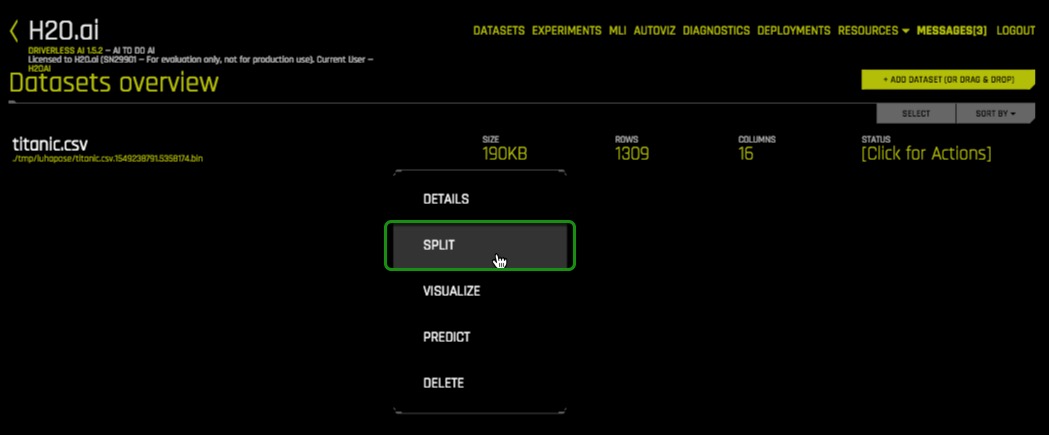 H2O.ai
DATASETS EXPERIMENTS MLI AUTOVIZ DIAGNOSTICS DEPLOYMENTS RESOURCES MESSAGES[3] LOGOUT
DRIVERLESS AI 1.5.2 – AI TO DO AI
Licensed to H2O.ai (SN29901 – For evaluation only, not for production use). Current User –
H2OAI
Datasets overview
+ ADD DATASET (OR DRAG & DROP)
SELECT SORT BY
titanic.csv
./tmp/luhopose/titanic.csv.1549238791.5358174.bin
SIZE ROWS COLUMNS STATUS
190KB 1309 16 [Click for Actions]
DETAILS
SPLIT
VISUALIZE
PREDICT
DELETE